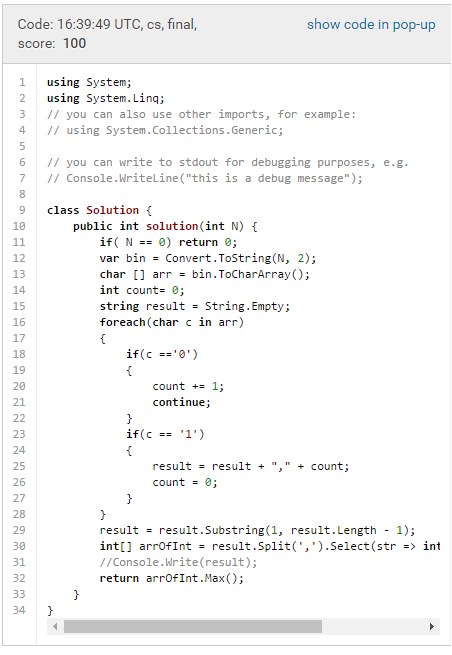 Code: 16:39:49 UTC, cs, final,
score: 100
show code in pop-up
1 using System;
2 using System.Linq;
3 // you can also use other imports, for example:
4 // using System.Collections.Generic;
5
6 // you can write to stdout for debugging purposes, e.g.
7 // Console.WriteLine("this is a debug message");
8
9 class Solution {
10     public int solution(int N) {
11         if( N == 0) return 0;
12         var bin = Convert.ToString(N, 2);
13         char [] arr = bin.ToCharArray();
14         int count= 0;
15         string result = String.Empty;
16         foreach(char c in arr)
17         {
18             if(c =='0')
19             {
20                 count += 1;
21                 continue;
22             }
23             if(c == '1')
24             {
25                 result = result + "," + count;
26                 count = 0;
27             }
28         }
29         result = result.Substring(1, result.Length - 1);
30         int[] arrOfInt = result.Split(',').Select(str => int
31         //Console.Write(result);
32         return arrOfInt.Max();
33     }
34 }